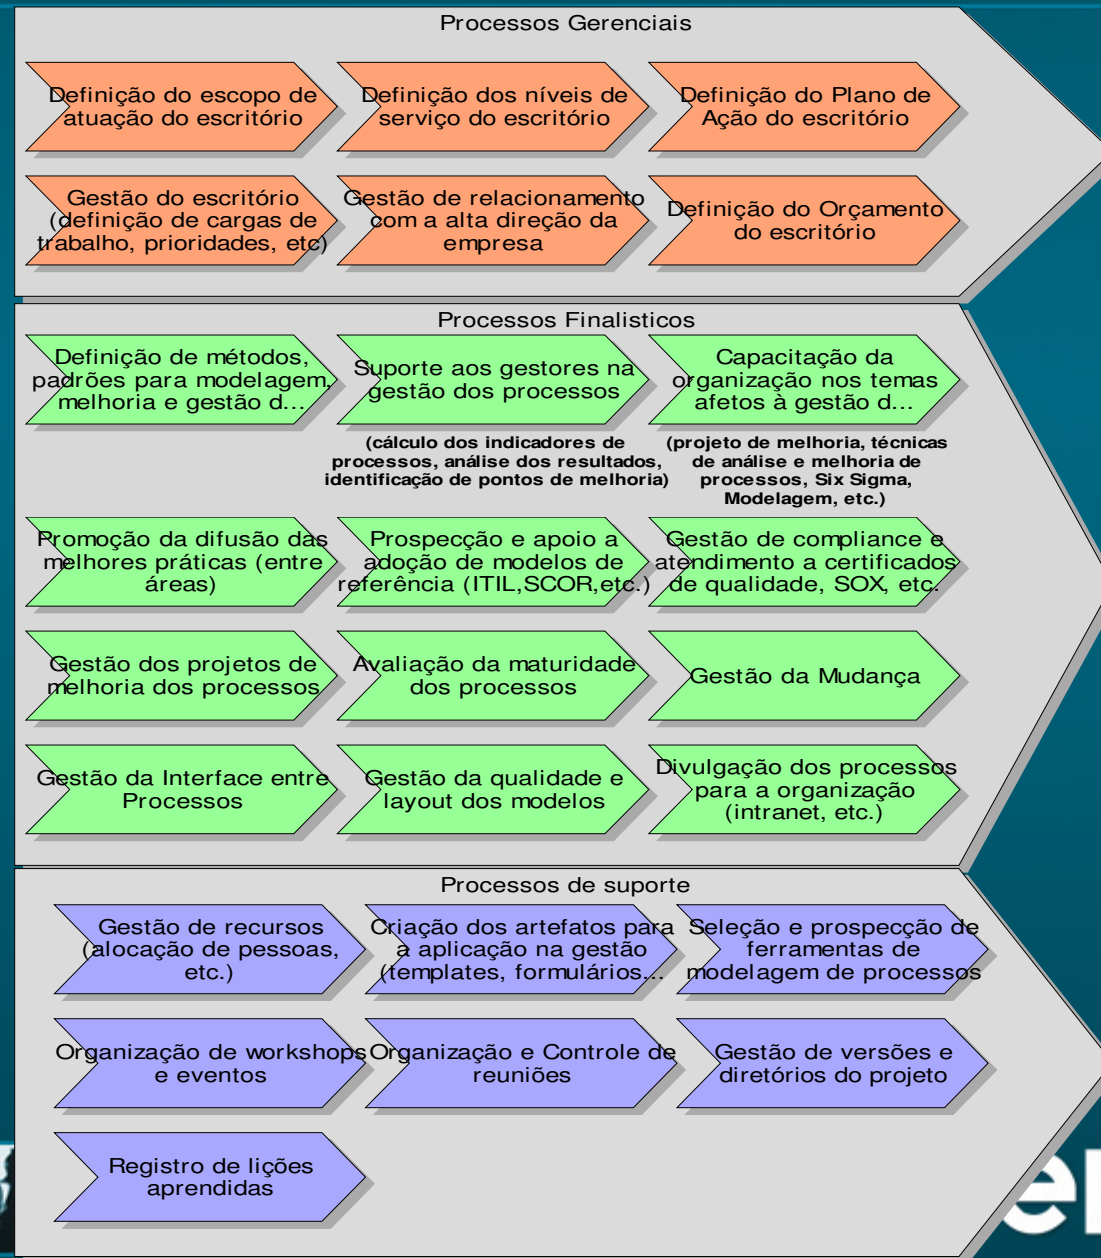 Processos Gerenciais
Definição do escopo de
atuação do escritório
Definição dos níveis de
serviço do escritório
Definição do Plano de
Ação do escritório
Gestão do escritório
(definição de cargas de
trabalho, prioridades, etc)
Gestão de relacionamento
com a alta direção da
empresa
Definição do Orçamento
do escritório
Processos Finalisticos
Definição de métodos,
padrões para modelagem,
melhoria e gestão d...
Suporte aos gestores na
gestão dos processos
Capacitação da
organização nos temas
afetos à gestão d...
(cálculo dos indicadores de
processos, análise dos resultados,
identificação de pontos de melhoria)
(projeto de melhoria, técnicas
de análise e melhoria de
processos, Six Sigma,
Modelagem, etc.)
Promoção da difusão das
melhores práticas (entre
áreas)
Prospecção e apoio a
adoção de modelos de
referência (ITIL,SCOR,etc.)
Gestão de compliance e
atendimento a certificados
de qualidade, SOX, etc.
Gestão dos projetos de
melhoria dos processos
Avaliação da maturidade
dos processos
Gestão da Mudança
Gestão da Interface entre
Processos
Gestão da qualidade e
layout dos modelos
Divulgação dos processos
para a organização
(intranet, etc.)
Processos de suporte
Gestão de recursos
(alocação de pessoas,
etc.)
Criação dos artefatos para
a aplicação na gestão
(templates, formulários...
Seleção e prospecção de
ferramentas de
modelagem de processos
Organização de workshops
e eventos
Organização e Controle de
reuniões
Gestão de versões e
diretórios do projeto
Registro de lições
aprendidas